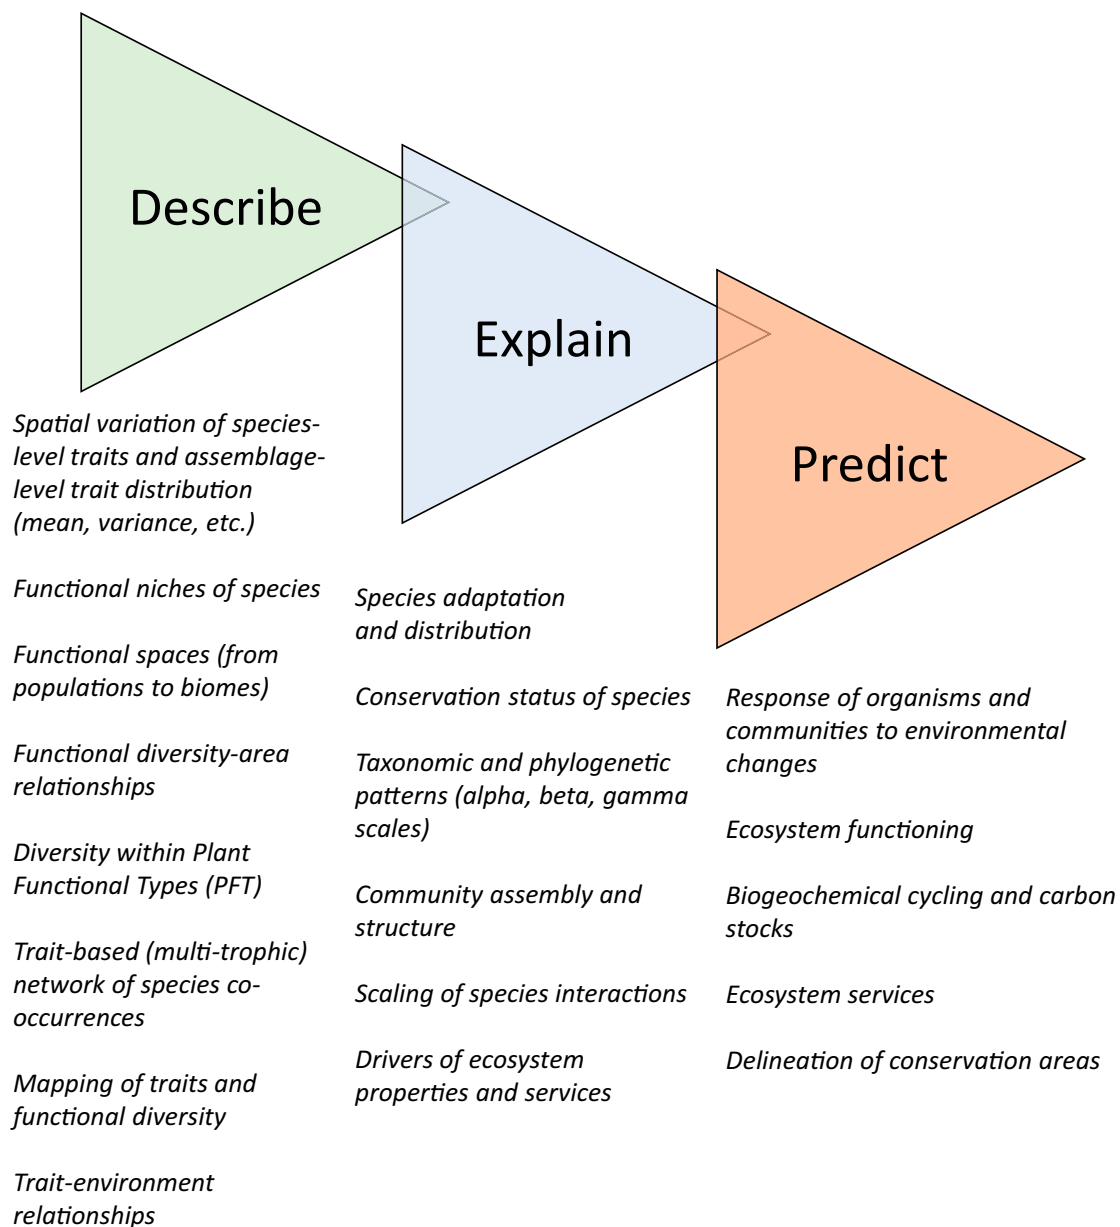 Describe
Explain
Predict
Spatial variation of species-
level traits and assemblage-
level trait distribution
(mean, variance, etc.)
Functional niches of species
Functional spaces (from
populations to biomes)
Functional diversity-area
relationships
Diversity within Plant
Functional Types (PFT)
Trait-based (multi-trophic)
network of species co-
occurrences
Mapping of traits and
functional diversity
Trait-environment
relationships
Species adaptation
and distribution
Conservation status of species
Taxonomic and phylogenetic
patterns (alpha, beta, gamma
scales)
Community assembly and
structure
Scaling of species interactions
Drivers of ecosystem
properties and services
Response of organisms and
communities to environmental
changes
Ecosystem functioning
Biogeochemical cycling and carbon
stocks
Ecosystem services
Delineation of conservation areas